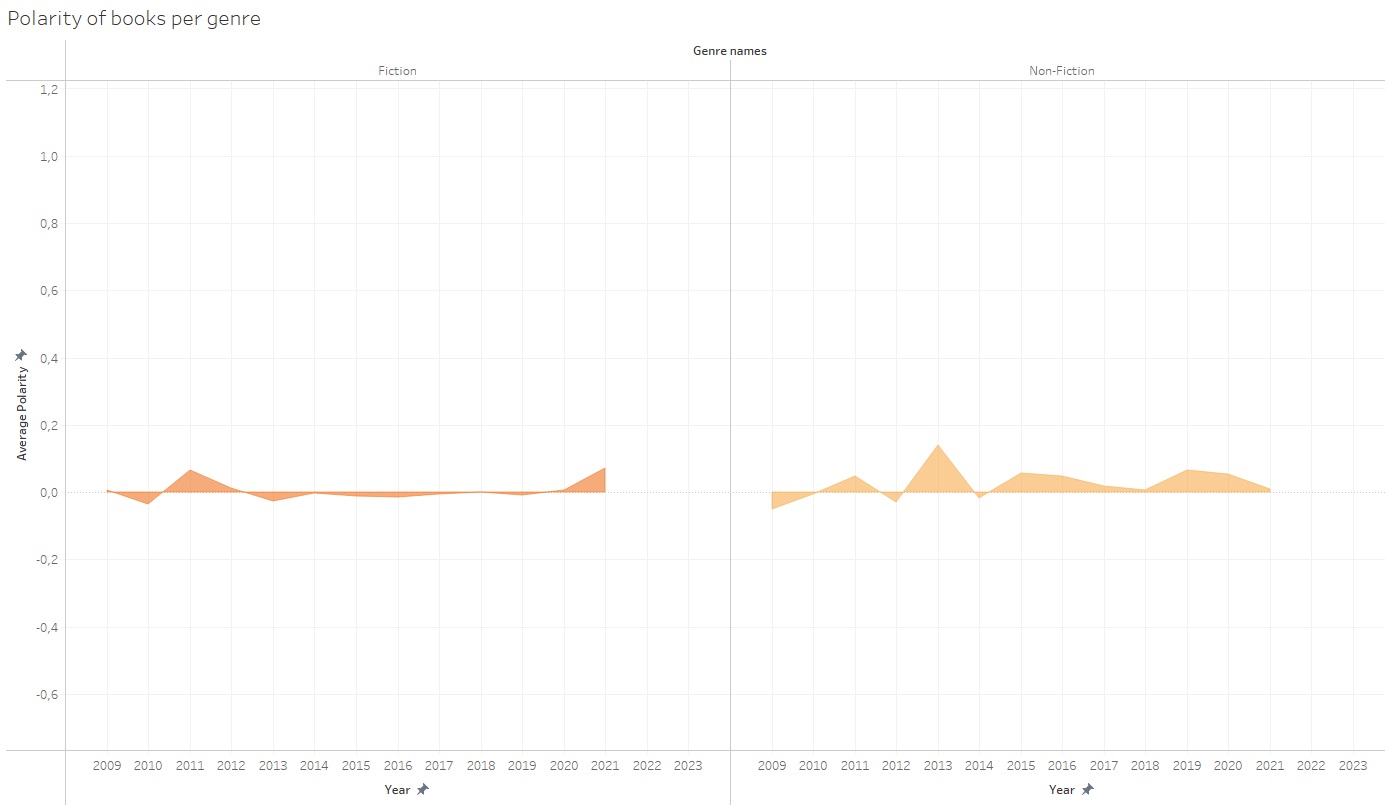 Polarity of books per genre
Genre names
Fiction Non-Fiction
1,2
1,0
0,8
0,6
0,4
0,2
0,0
-0,2
-0,4
-0,6
Average Polarity
2009 2010 2011 2012 2013 2014 2015 2016 2017 2018 2019 2020 2021 2022 2023 2009 2010 2011 2012 2013 2014 2015 2016 2017 2018 2019 2020 2021 2022 2023
Year Year